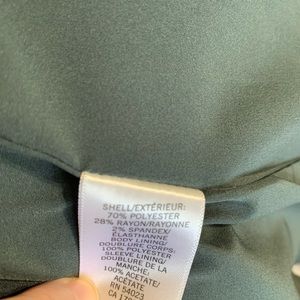 SHELL/EXTÉRIEUR:
70% POLYESTER
28% RAYON/RAYONNE
2% SPANDEX/
ÉLASTHANNE
BODY LINING/
DOUBLURE CORPS:
100% POLYESTER
SLEEVE LINING/
DOUBLURE DE LA
MANCHE:
100% ACETATE/
ACÉTATE
RN 54023